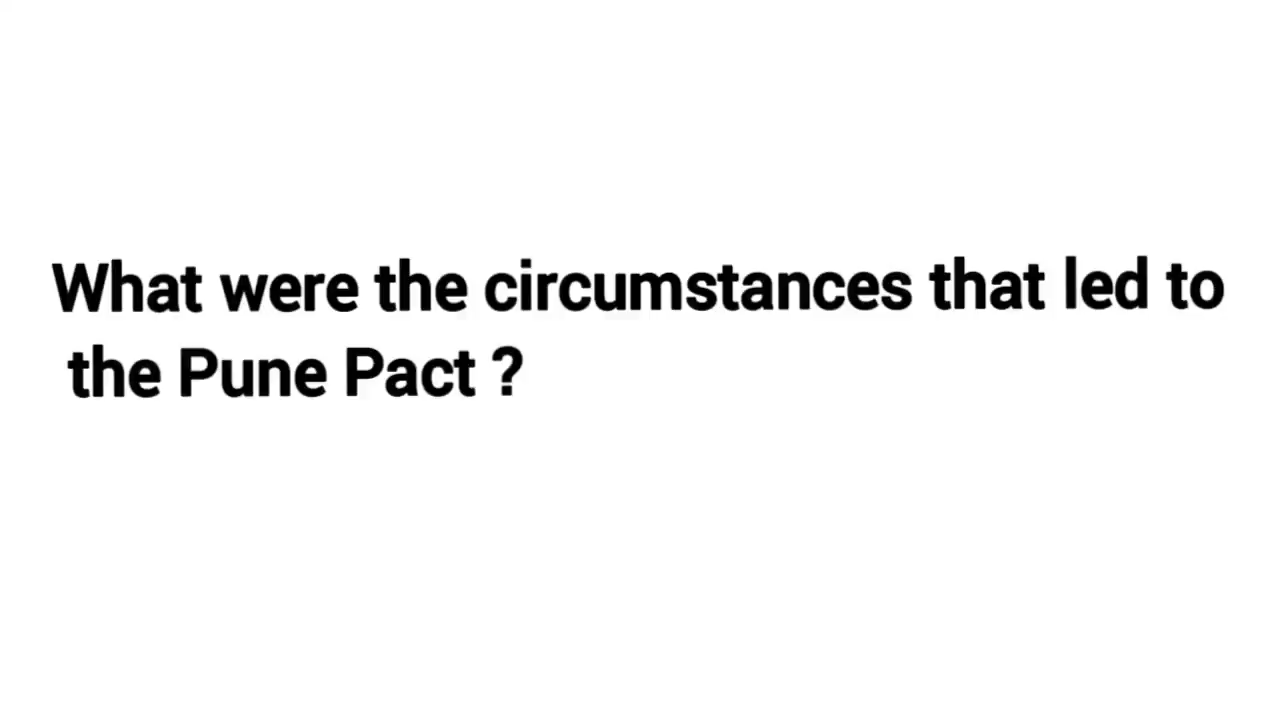 What were the circumstances that led to
the Pune Pact ?